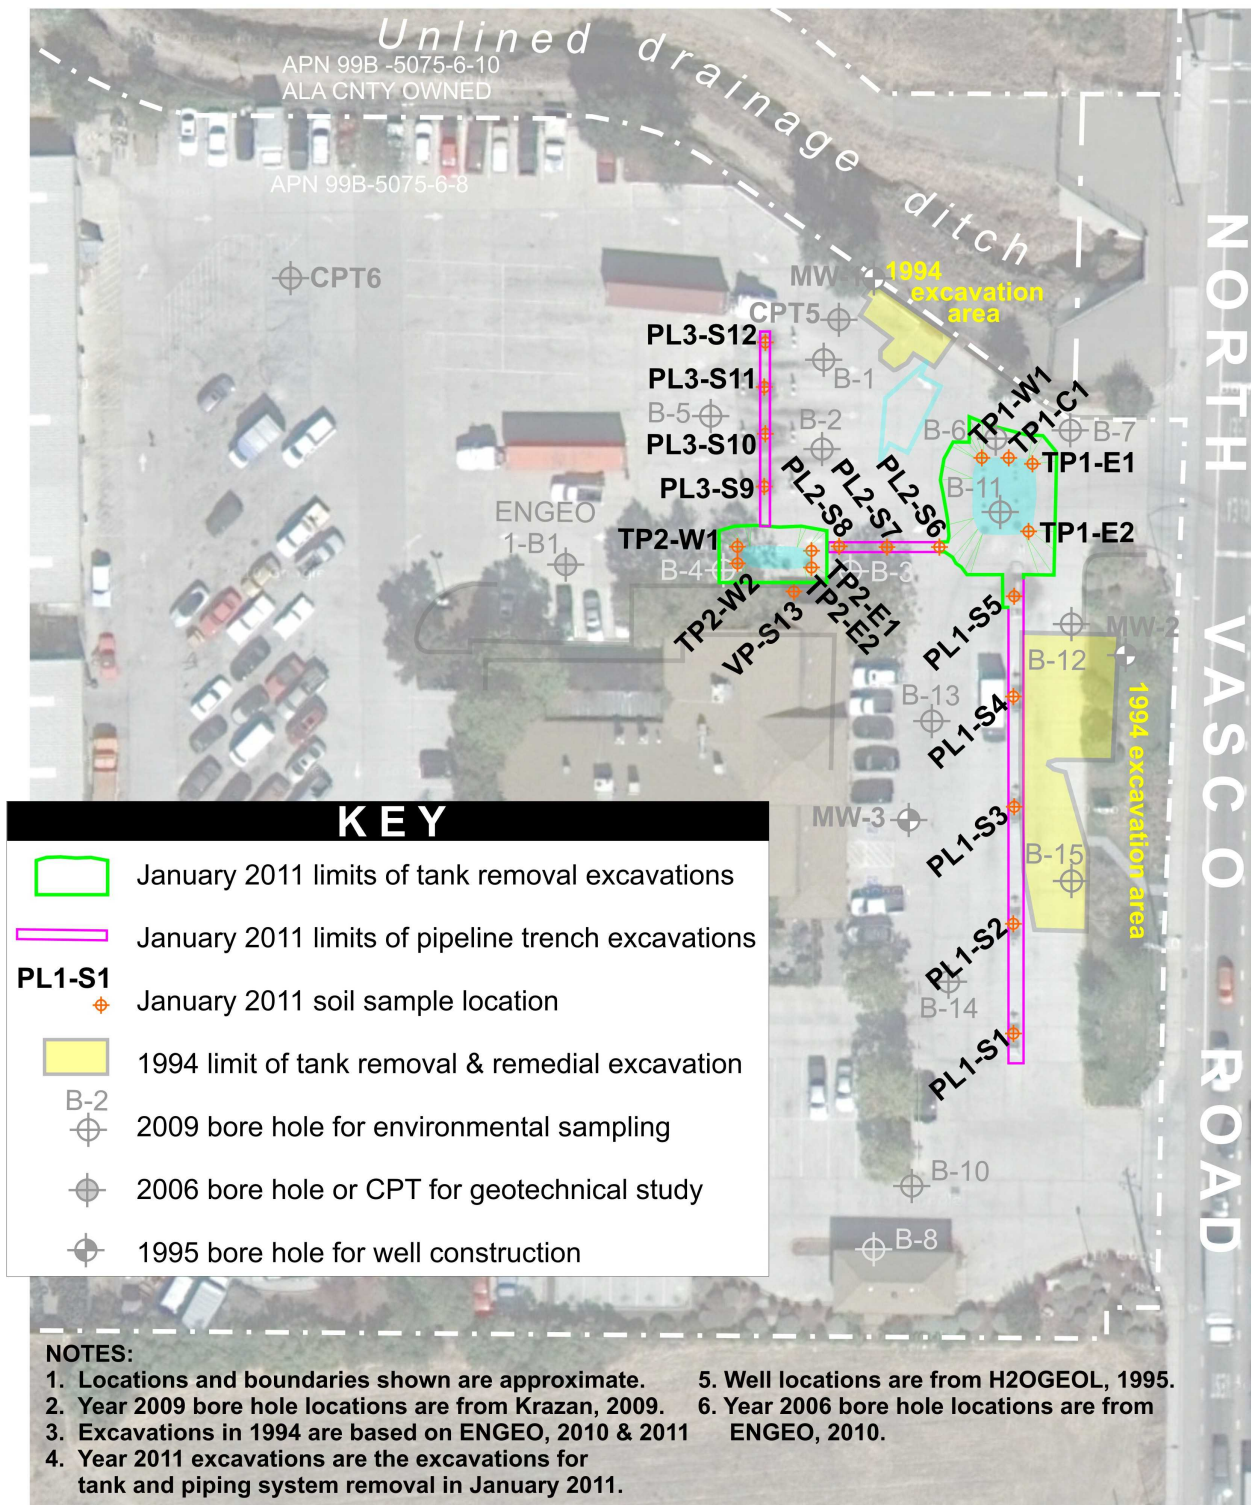 Unlined drainage ditch
APN 99B -5075-6-10
ALA CNTY OWNED
APN 99B-5075-6-8
NORTH VASCO ROAD
CPT6
MW-1
1994
excavation
area
CPT5
B-1
PL3-S12
PL3-S11
B-5
PL3-S10
PL3-S9
B-2
PL2-S8
PL2-S7
PL2-S6
B-6
TP1-W1
TP1-C1
B-7
TP1-E1
B-11
TP1-E2
ENGEO
1-B1
TP2-W1
B-4
TP2-W2
VP-S13
TP2-E1
TP2-E2
B-3
PL1-S5
MW-2
B-12
B-13
PL1-S4
1994 excavation area
MW-3
PL1-S3
B-15
PL1-S2
B-14
PL1-S1
B-10
B-8
KEY
January 2011 limits of tank removal excavations
January 2011 limits of pipeline trench excavations
PL1-S1
January 2011 soil sample location
1994 limit of tank removal & remedial excavation
B-2
2009 bore hole for environmental sampling
2006 bore hole or CPT for geotechnical study
1995 bore hole for well construction
NOTES:
1. Locations and boundaries shown are approximate.
2. Year 2009 bore hole locations are from Krazan, 2009.
3. Excavations in 1994 are based on ENGEO, 2010 & 2011
4. Year 2011 excavations are the excavations for
tank and piping system removal in January 2011.
5. Well locations are from H2OGEOL, 1995.
6. Year 2006 bore hole locations are from
ENGEO, 2010.